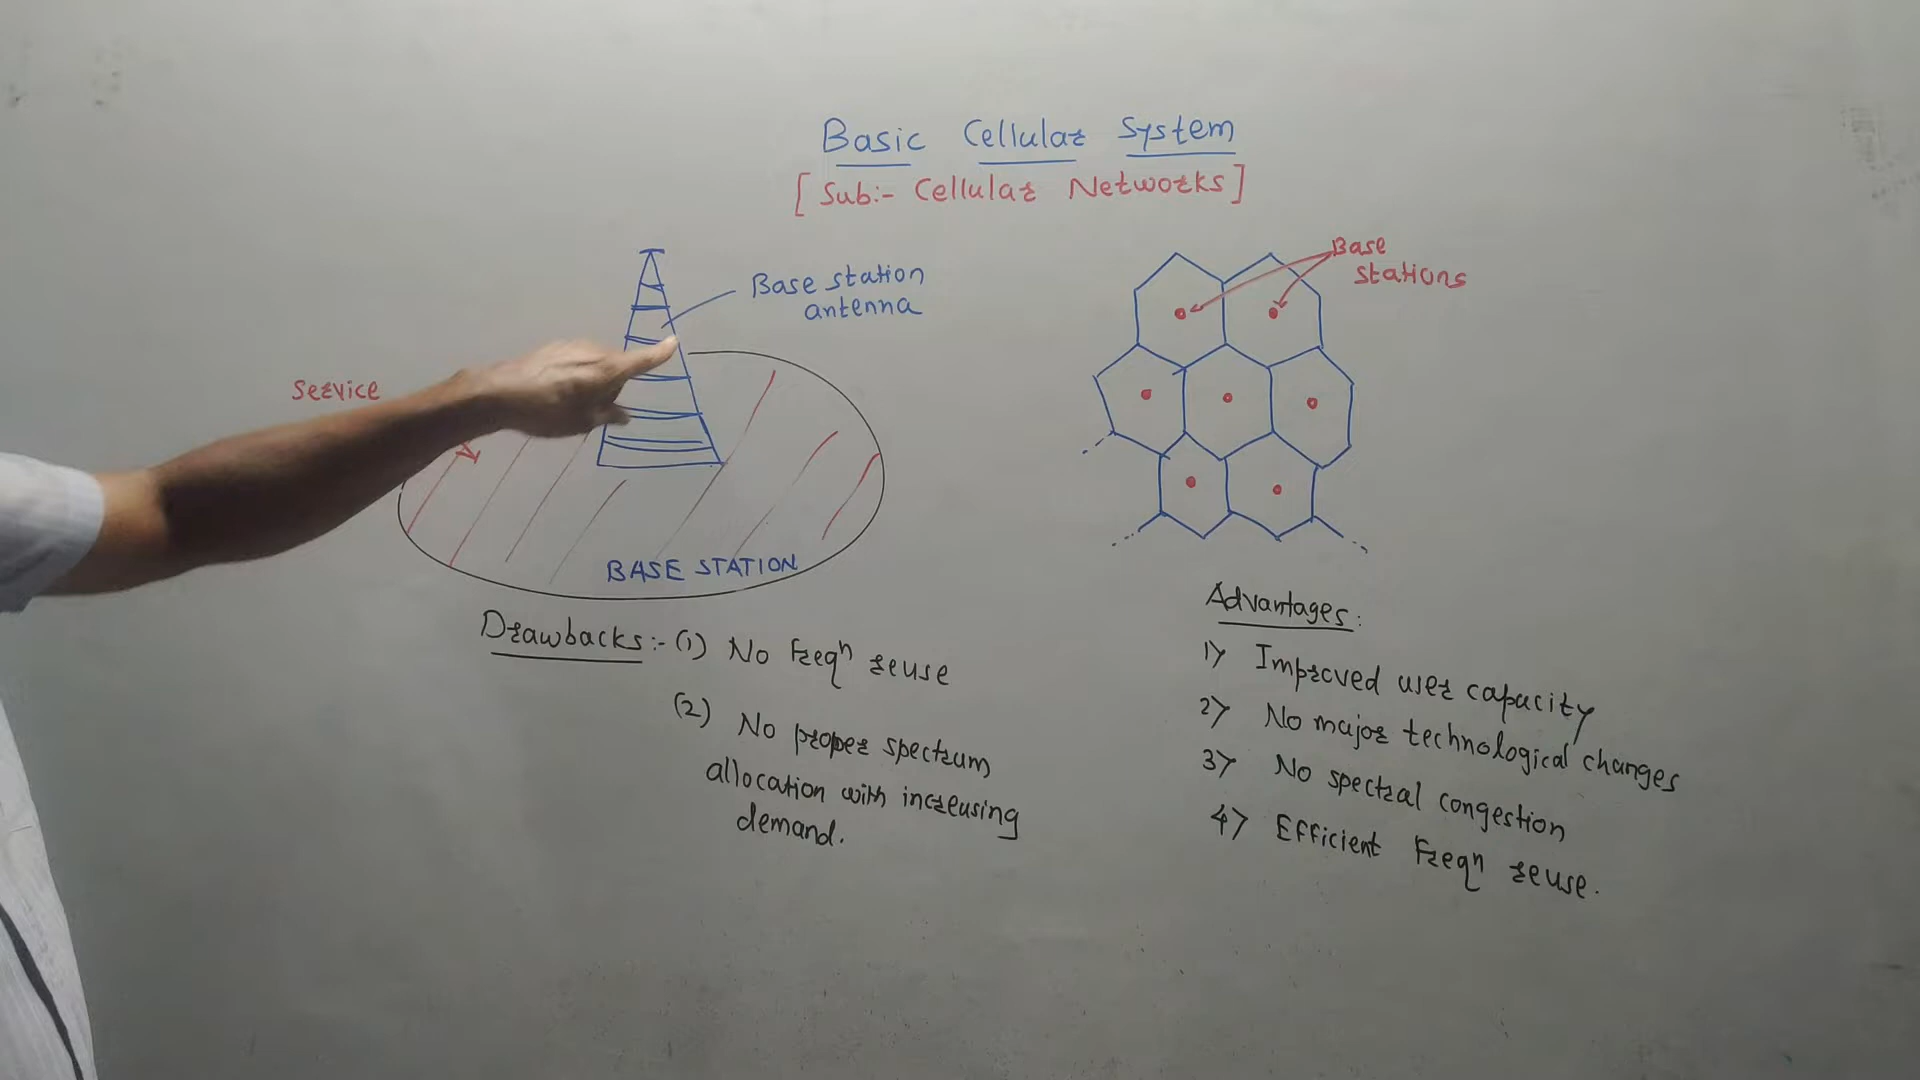 Basic Cellular System
[Sub:- Cellular Networks]
Base station
antenna
Service
BASE STATION
Base
stations
Drawbacks:- (1) No Freqⁿ reuse
(2) No proper spectrum
allocation with increasing
demand.
Advantages:
1> Improved user capacity
2> No major technological changes
3> No spectral congestion
4> Efficient Freqⁿ reuse.